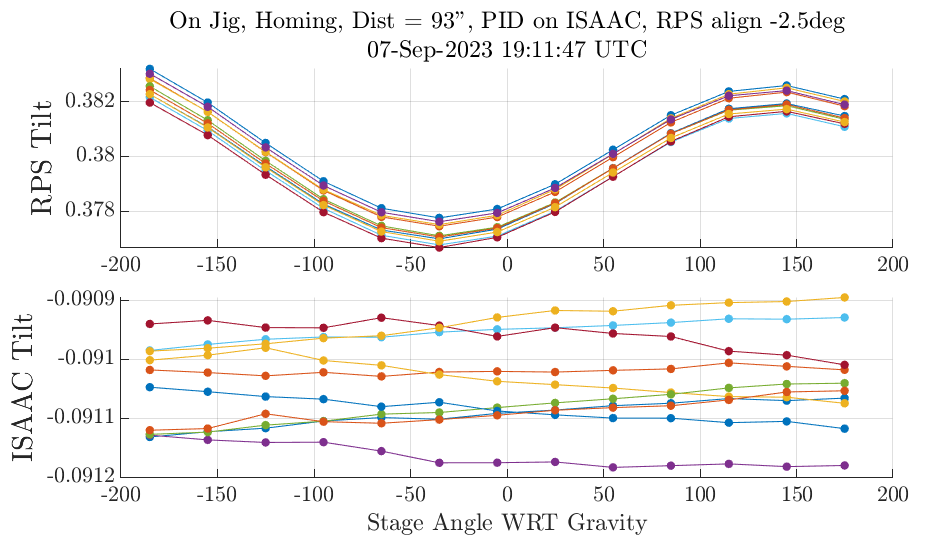 On Jig, Homing, Dist = 93", PID on ISAAC, RPS align -2.5deg
07-Sep-2023 19:11:47 UTC
RPS Tilt
0.382
0.38
0.378
-200 -150 -100 -50 0 50 100 150 200
ISAAC Tilt
-0.0909
-0.091
-0.0911
-0.0912
-200 -150 -100 -50 0 50 100 150 200
Stage Angle WRT Gravity